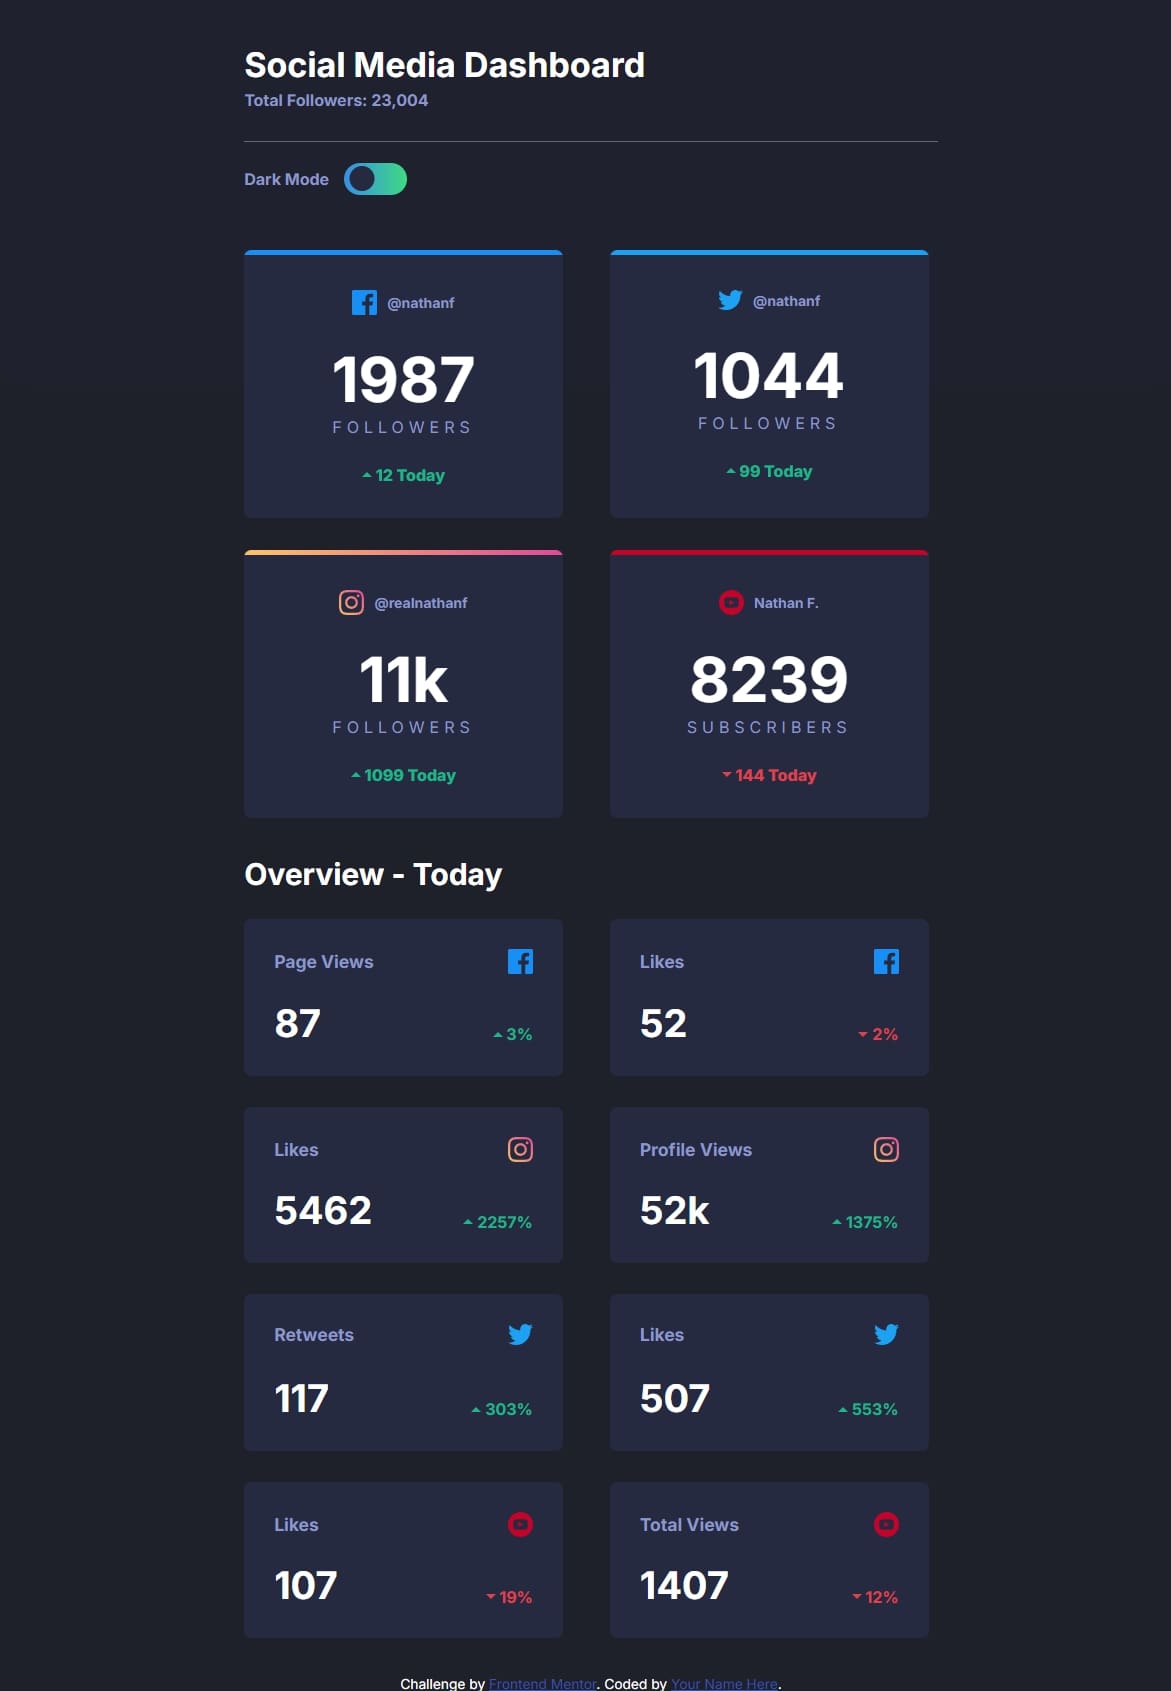 Social Media Dashboard
Total Followers: 23,004
Dark Mode
@nathanf
1987
FOLLOWERS
12 Today
@nathanf
1044
FOLLOWERS
99 Today
@realnathanf
11k
FOLLOWERS
1099 Today
Nathan F.
8239
SUBSCRIBERS
144 Today
Overview - Today
Page Views
87
3%
Likes
52
2%
Likes
5462
2257%
Profile Views
52k
1375%
Retweets
117
303%
Likes
507
553%
Likes
107
19%
Total Views
1407
12%
Challenge by Frontend Mentor. Coded by Your Name Here.